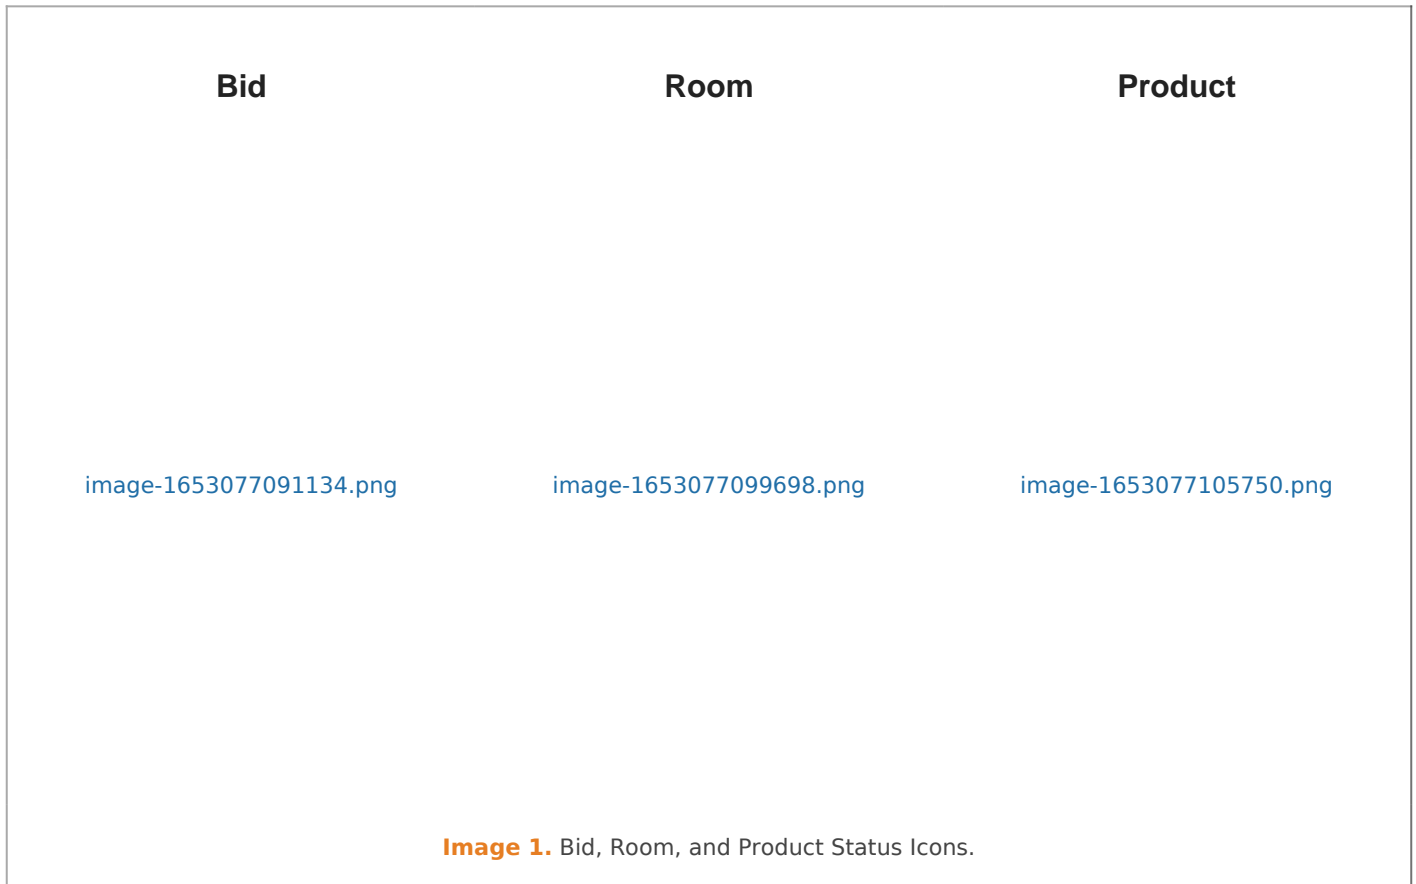 Bid Room Product
image-1653077091134.png image-1653077099698.png image-1653077105750.png
Image 1. Bid, Room, and Product Status Icons.